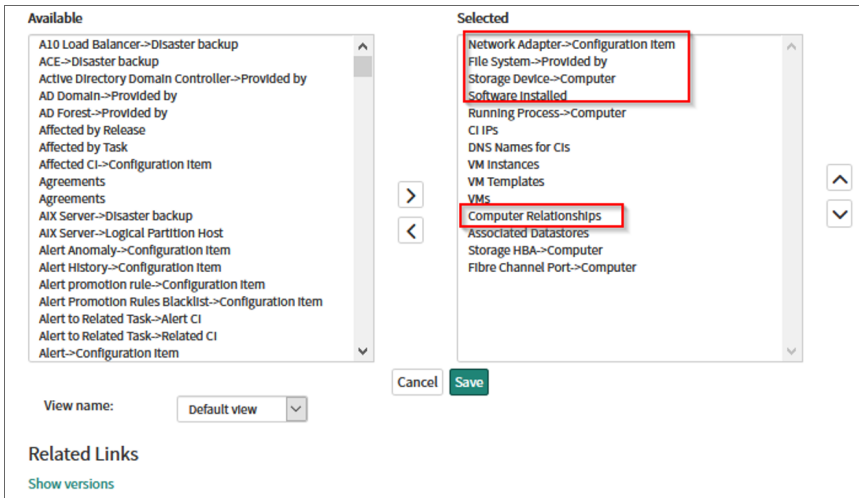 Available
A10 Load Balancer->Disaster backup
ACE->Disaster backup
Active Directory Domain Controller->Provided by
AD Domain->Provided by
AD Forest->Provided by
Affected by Release
Affected by Task
Affected CI->Configuration Item
Agreements
Agreements
AIX Server->Disaster backup
AIX Server->Logical Partition Host
Alert Anomaly->Configuration Item
Alert History->Configuration Item
Alert promotion rule->Configuration Item
Alert Promotion Rules Blacklist->Configuration Item
Alert to Related Task->Alert CI
Alert to Related Task->Related CI
Alert->Configuration Item
Selected
Network Adapter->Configuration Item
File System->Provided by
Storage Device->Computer
Software Installed
Running Process->Computer
CI IPs
DNS Names for CIs
VM Instances
VM Templates
VMs
Computer Relationships
Associated Datastores
Storage HBA->Computer
Fibre Channel Port->Computer
Cancel
Save
View name:
Default view
Related Links
Show versions